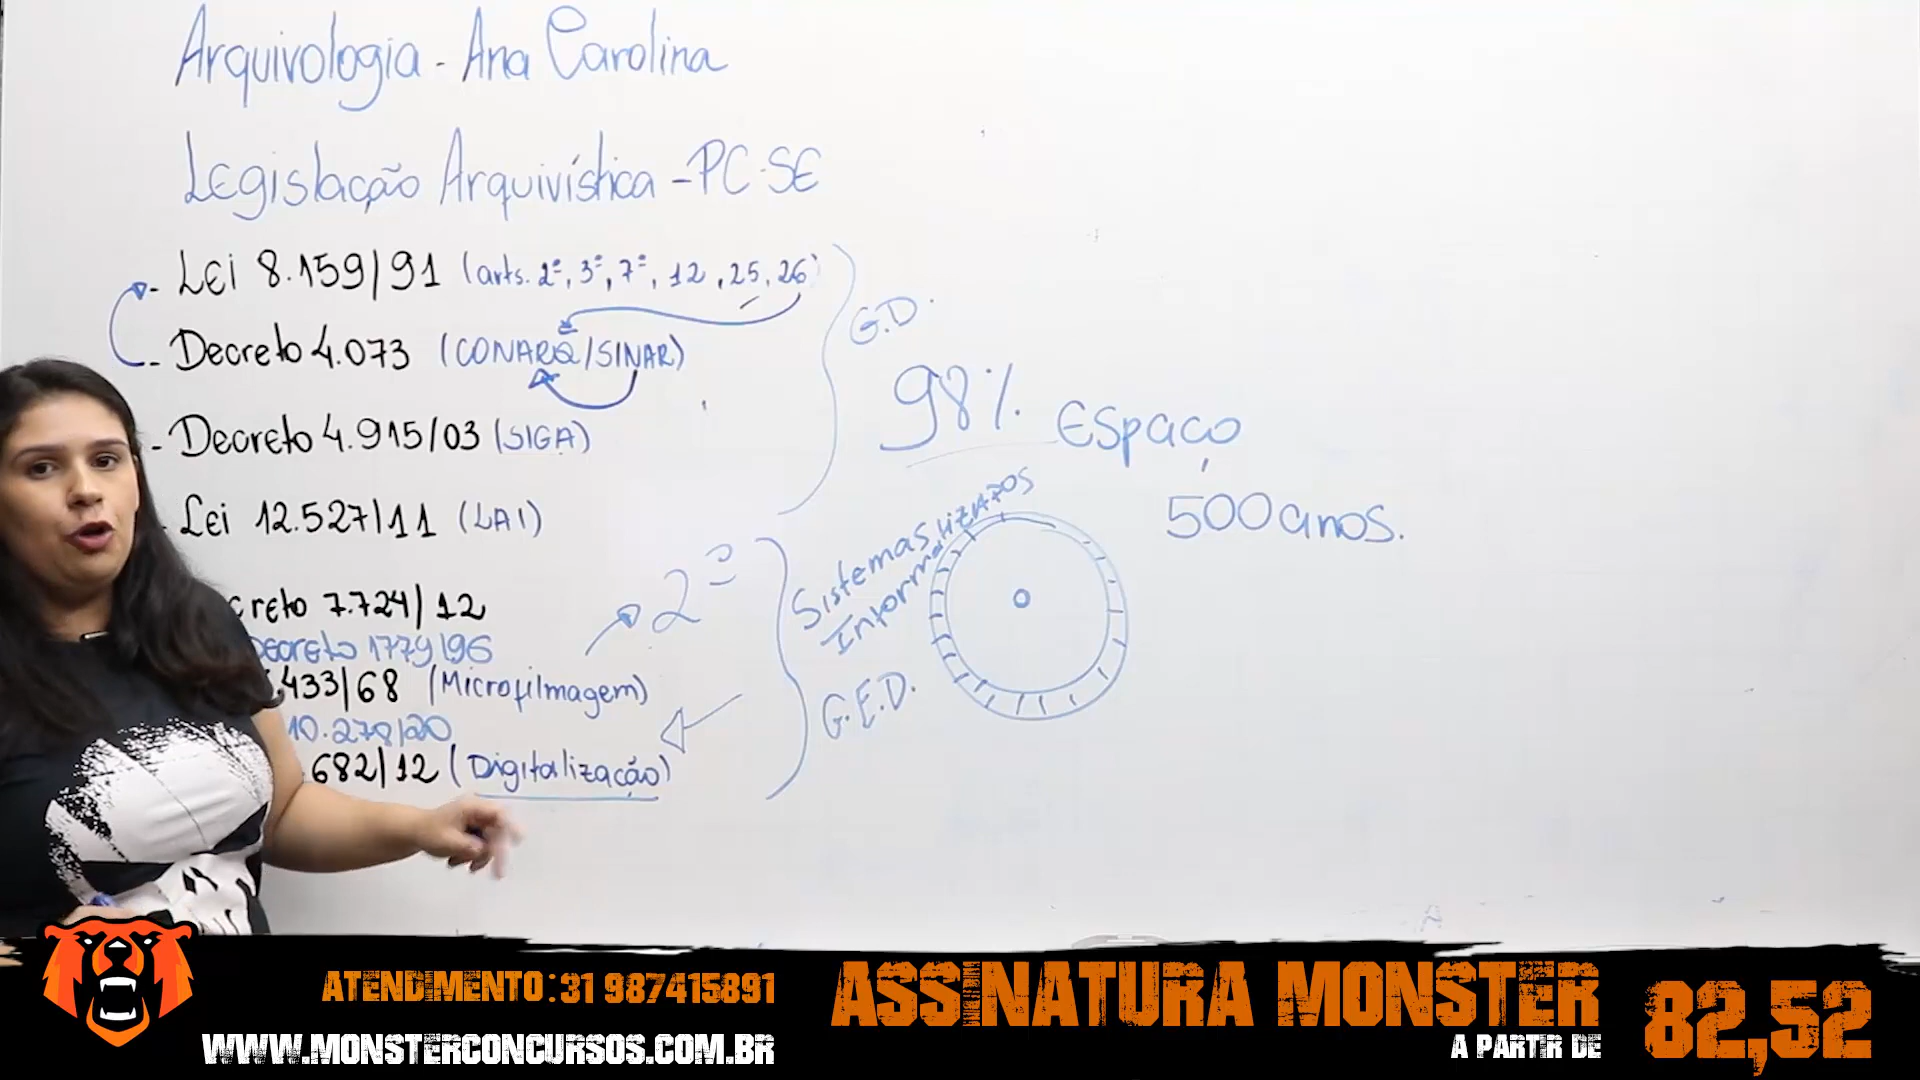 Arquivologia - Ana Carolina
Legislação Arquivística - PC-SE
- Lei 8.159/91 (arts. 2º, 3º, 7º, 12, 25, 26)
- Decreto 4.073 (CONARQ/SINAR)
- Decreto 4.915/03 (SIGA)
- Lei 12.527/11 (LAI)
creto 7.724/12
Decreto 1779/96
.433/68 (Microfilmagem)
10.278/20
.682/12 (Digitalização)
2º
G.D.
98% Espaço
500 anos.
Sistemas
Informatizados
G.E.D.
ATENDIMENTO: 31 987415891
WWW.MONSTERCONCURSOS.COM.BR
ASSINATURA MONSTER
A PARTIR DE
82,52